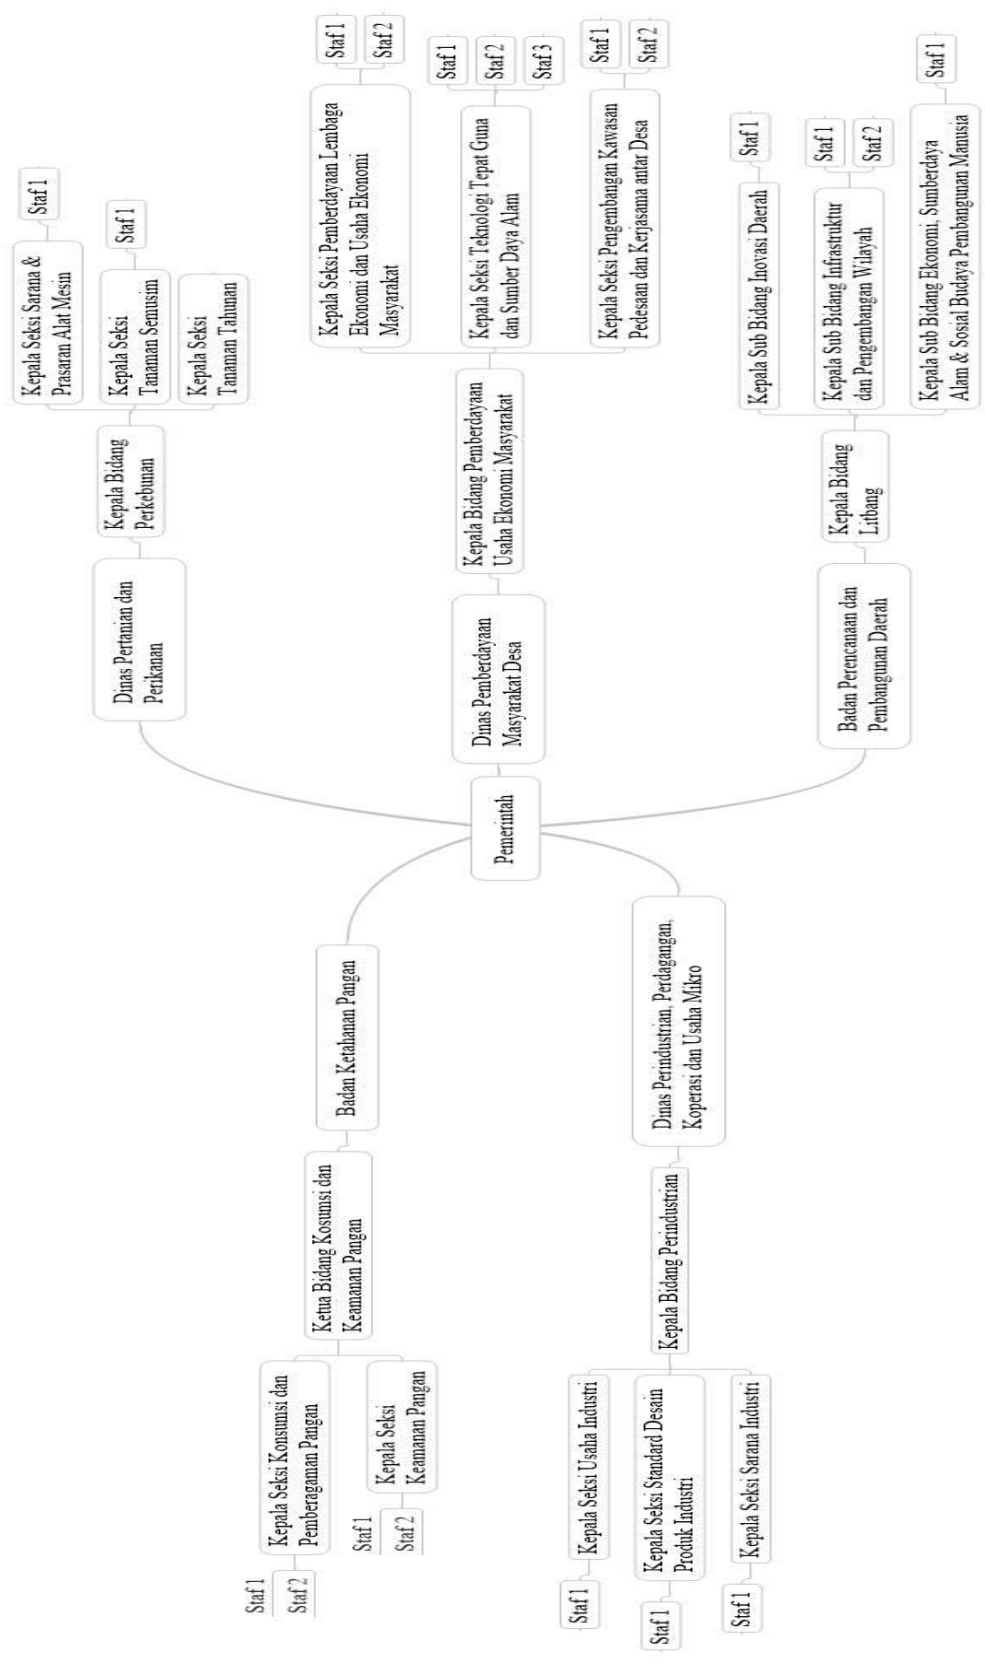 Pemerintah
Dinas Pertanian dan
Perikanan
Kepala Bidang
Perkebunan
Kepala Seksi Sarana &
Prasaran Alat Mesin
Staf 1
Kepala Seksi
Tanaman Semusim
Staf 1
Kepala Seksi
Tanaman Tahunan
Dinas Pemberdayaan
Masyarakat Desa
Kepala Bidang Pemberdayaan
Usaha Ekonomi Masyarakat
Kepala Seksi Pemberdayaan Lembaga
Ekonomi dan Usaha Ekonomi
Masyarakat
Staf 1
Staf 2
Kepala Seksi Teknologi Tepat Guna
dan Sumber Daya Alam
Staf 1
Staf 2
Staf 3
Kepala Seksi Pengembangan Kawasan
Pedesaan dan Kerjasama antar Desa
Staf 1
Staf 2
Badan Perencanaan dan
Pembangunan Daerah
Kepala Bidang
Litbang
Kepala Sub Bidang Inovasi Daerah
Staf 1
Kepala Sub Bidang Infrastruktur
dan Pengembangan Wilayah
Staf 1
Staf 2
Kepala Sub Bidang Ekonomi, Sumberdaya
Alam & Sosial Budaya Pembangunan Manusia
Staf 1
Badan Ketahanan Pangan
Ketua Bidang Kosumsi dan
Keamanan Pangan
Kepala Seksi Konsumsi dan
Pemberagaman Pangan
Staf 1
Staf 2
Kepala Seksi
Keamanan Pangan
Staf 1
Staf 2
Dinas Perindustrian, Perdagangan,
Koperasi dan Usaha Mikro
Kepala Bidang Perindustrian
Kepala Seksi Usaha Industri
Staf 1
Kepala Seksi Standard Desain
Produk Industri
Staf 1
Kepala Seksi Sarana Industri
Staf 1